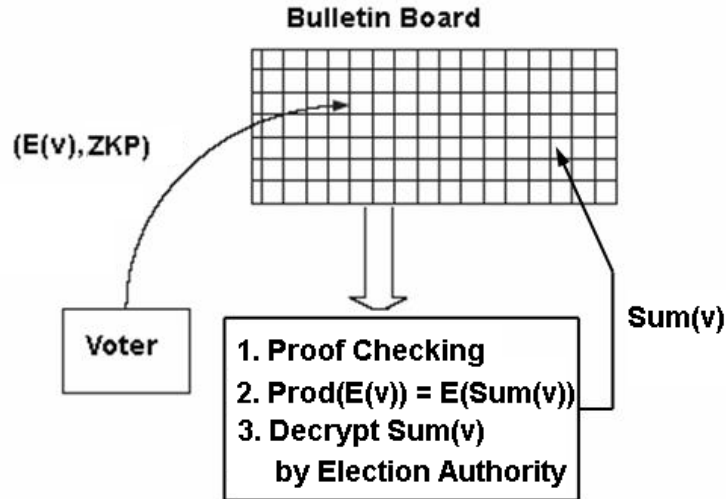 Bulletin Board
(E(v),ZKP)
Voter
1. Proof Checking
2. Prod(E(v)) = E(Sum(v))
3. Decrypt Sum(v)
by Election Authority
Sum(v)